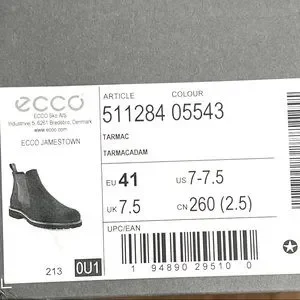 ecco
ECCO Sko A/S
Industrivej 5, 6261 Bredebro, Denmark
www.ecco.com
ECCO JAMESTOWN
213 0U1
ARTICLE COLOUR
511284 05543
TARMAC
TARMACADAM
EU 41 US 7-7.5
UK 7.5 CN 260 (2.5)
UPC/EAN
1 94890 29510 0